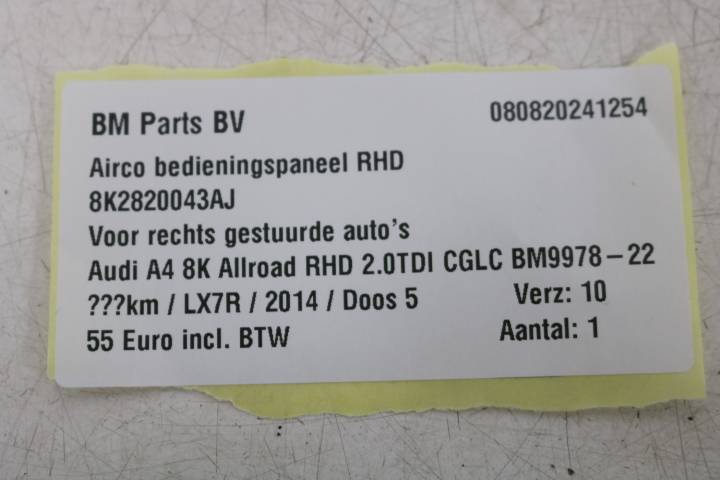 BM Parts BV 080820241254
Airco bedieningspaneel RHD
8K2820043AJ
Voor rechts gestuurde auto's
Audi A4 8K Allroad RHD 2.0TDI CGLC BM9978-22
???km / LX7R / 2014 / Doos 5 Verz: 10
55 Euro incl. BTW Aantal: 1